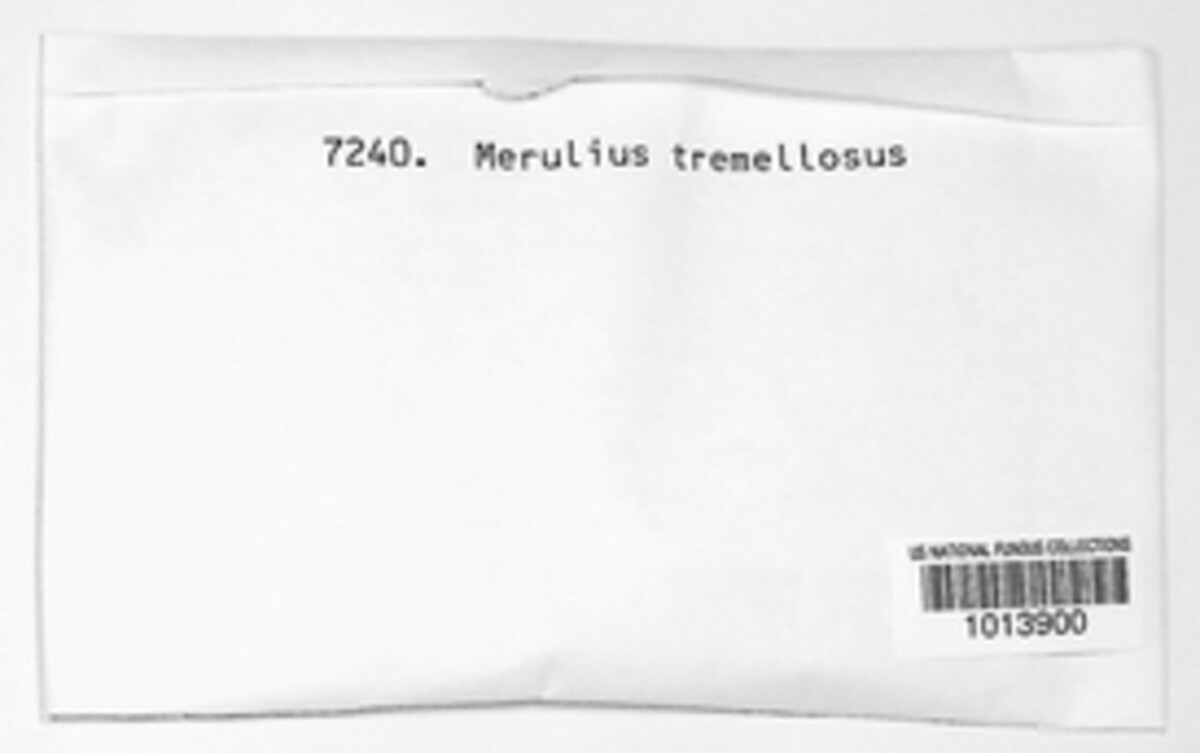 7240. Merulius tremellosus
US NATIONAL FUNGUS COLLECTIONS
1013900